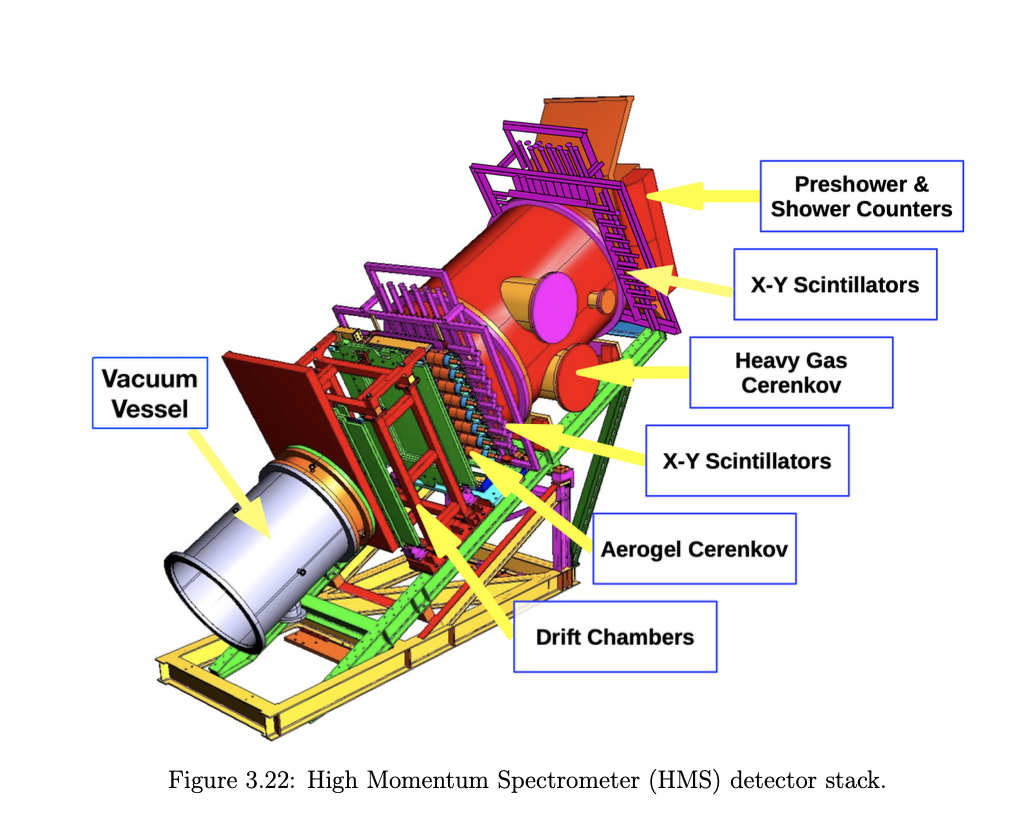 Preshower &
Shower Counters
X-Y Scintillators
Heavy Gas
Cerenkov
Vacuum
Vessel
X-Y Scintillators
Aerogel Cerenkov
Drift Chambers
Figure 3.22: High Momentum Spectrometer (HMS) detector stack.